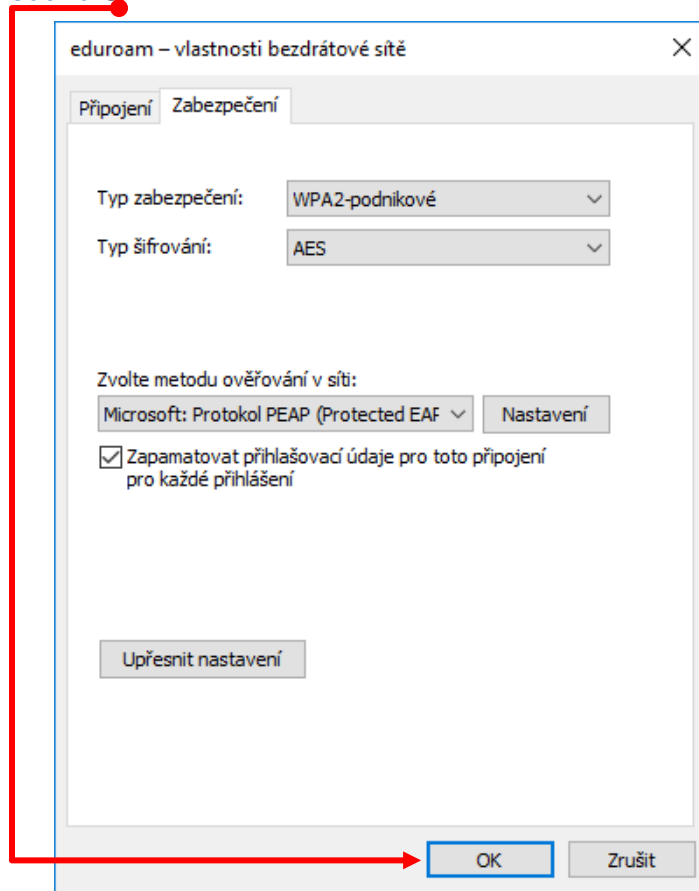 eduroam – vlastnosti bezdrátové sítě
Připojení Zabezpečení
Typ zabezpečení: WPA2-podnikové
Typ šifrování: AES
Zvolte metodu ověřování v síti:
Microsoft: Protokol PEAP (Protected EAP Nastavení
Zapamatovat přihlašovací údaje pro toto připojení
pro každé přihlášení
Upřesnit nastavení
OK Zrušit